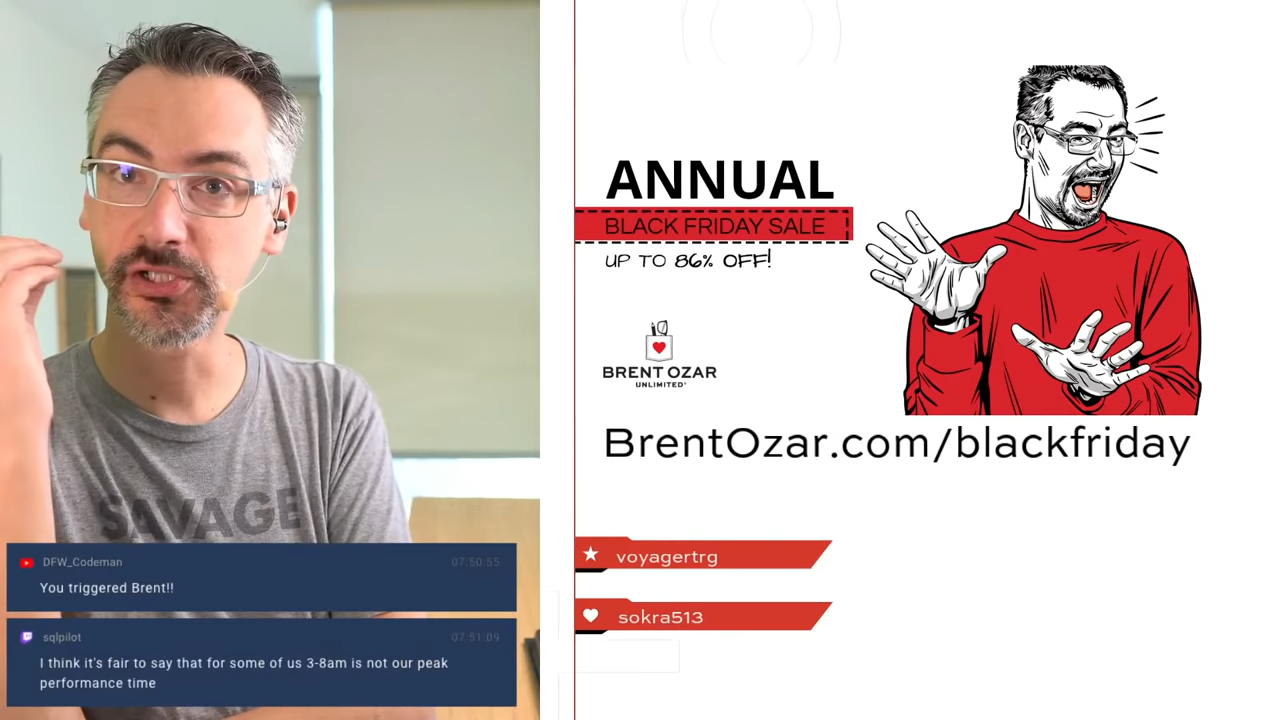 SAVAGE
DFW_Codeman 07:50:55
You triggered Brent!!
sqlpilot 07:51:09
I think it's fair to say that for some of us 3-8am is not our peak
performance time
ANNUAL
BLACK FRIDAY SALE
UP TO 86% OFF!
BRENT OZAR
UNLIMITED®
BrentOzar.com/blackfriday
voyagertrg
sokra513